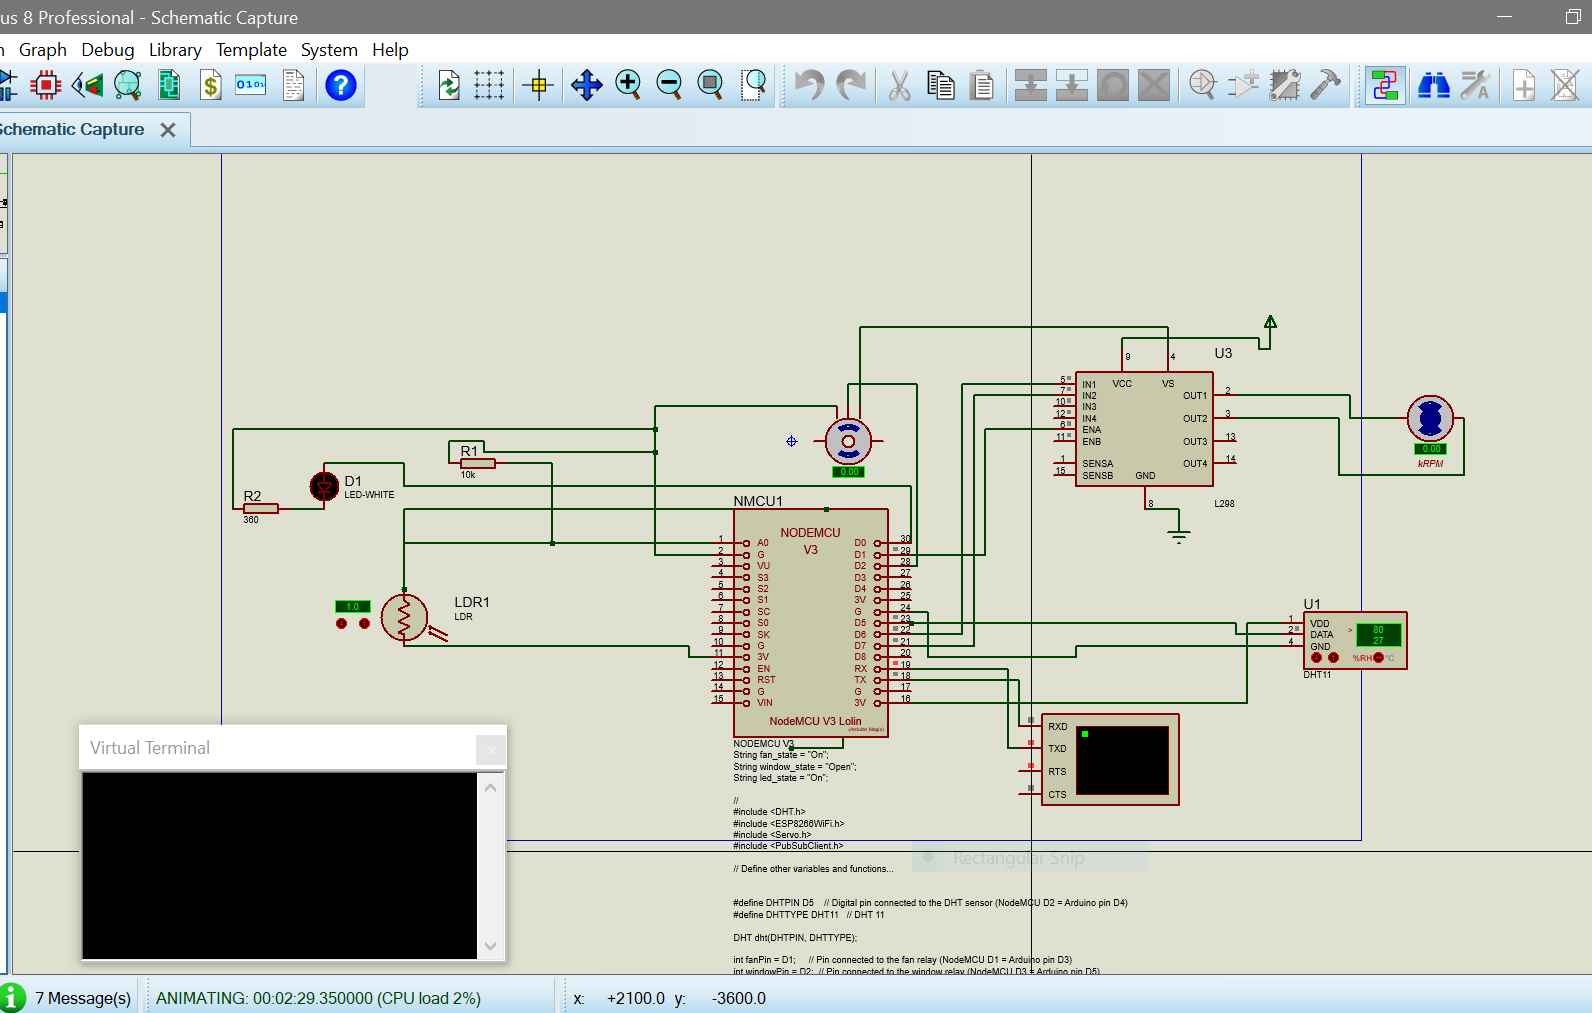 us 8 Professional - Schematic Capture
Graph Debug Library Template System Help
Schematic Capture
U3
9
4
5
7
10
12
6
11
1
15
IN1
IN2
IN3
IN4
ENA
ENB
SENSA
SENSB
VCC
VS
GND
OUT1
OUT2
OUT3
OUT4
2
3
13
14
8
L298
0.00
kRPM
0.00
R1
10k
D1
LED-WHITE
R2
360
NMCU1
NODEMCU
V3
1 A0
2 G
3 VU
4 S3
5 S2
6 S1
7 SC
8 S0
9 SK
10 G
11 3V
12 EN
13 RST
14 G
15 VIN
D0 30
D1 29
D2 28
D3 27
D4 26
3V 25
G 24
D5 23
D6 22
D7 21
D8 20
RX 19
TX 18
G 17
3V 16
NodeMCU V3 Lolin
(Arduino Magix)
1.0
LDR1
LDR
U1
1 VDD
2 DATA
4 GND
> 80
27
%RH °C
DHT11
RXD
TXD
RTS
CTS
Virtual Terminal
NODEMCU V3
String fan_state = "On";
String window_state = "Open";
String led_state = "On";
//
#include <DHT.h>
#include <ESP8266WiFi.h>
#include <Servo.h>
#include <PubSubClient.h>
Rectangular Snip
// Define other variables and functions...
#define DHTPIN D5 // Digital pin connected to the DHT sensor (NodeMCU D2 = Arduino pin D4)
#define DHTTYPE DHT11 // DHT 11
DHT dht(DHTPIN, DHTTYPE);
int fanPin = D1; // Pin connected to the fan relay (NodeMCU D1 = Arduino pin D3)
int windowPin = D2; // Pin connected to the window relay (NodeMCU D3 = Arduino pin D5)
7 Message(s)
ANIMATING: 00:02:29.350000 (CPU load 2%)
x: +2100.0 y: -3600.0